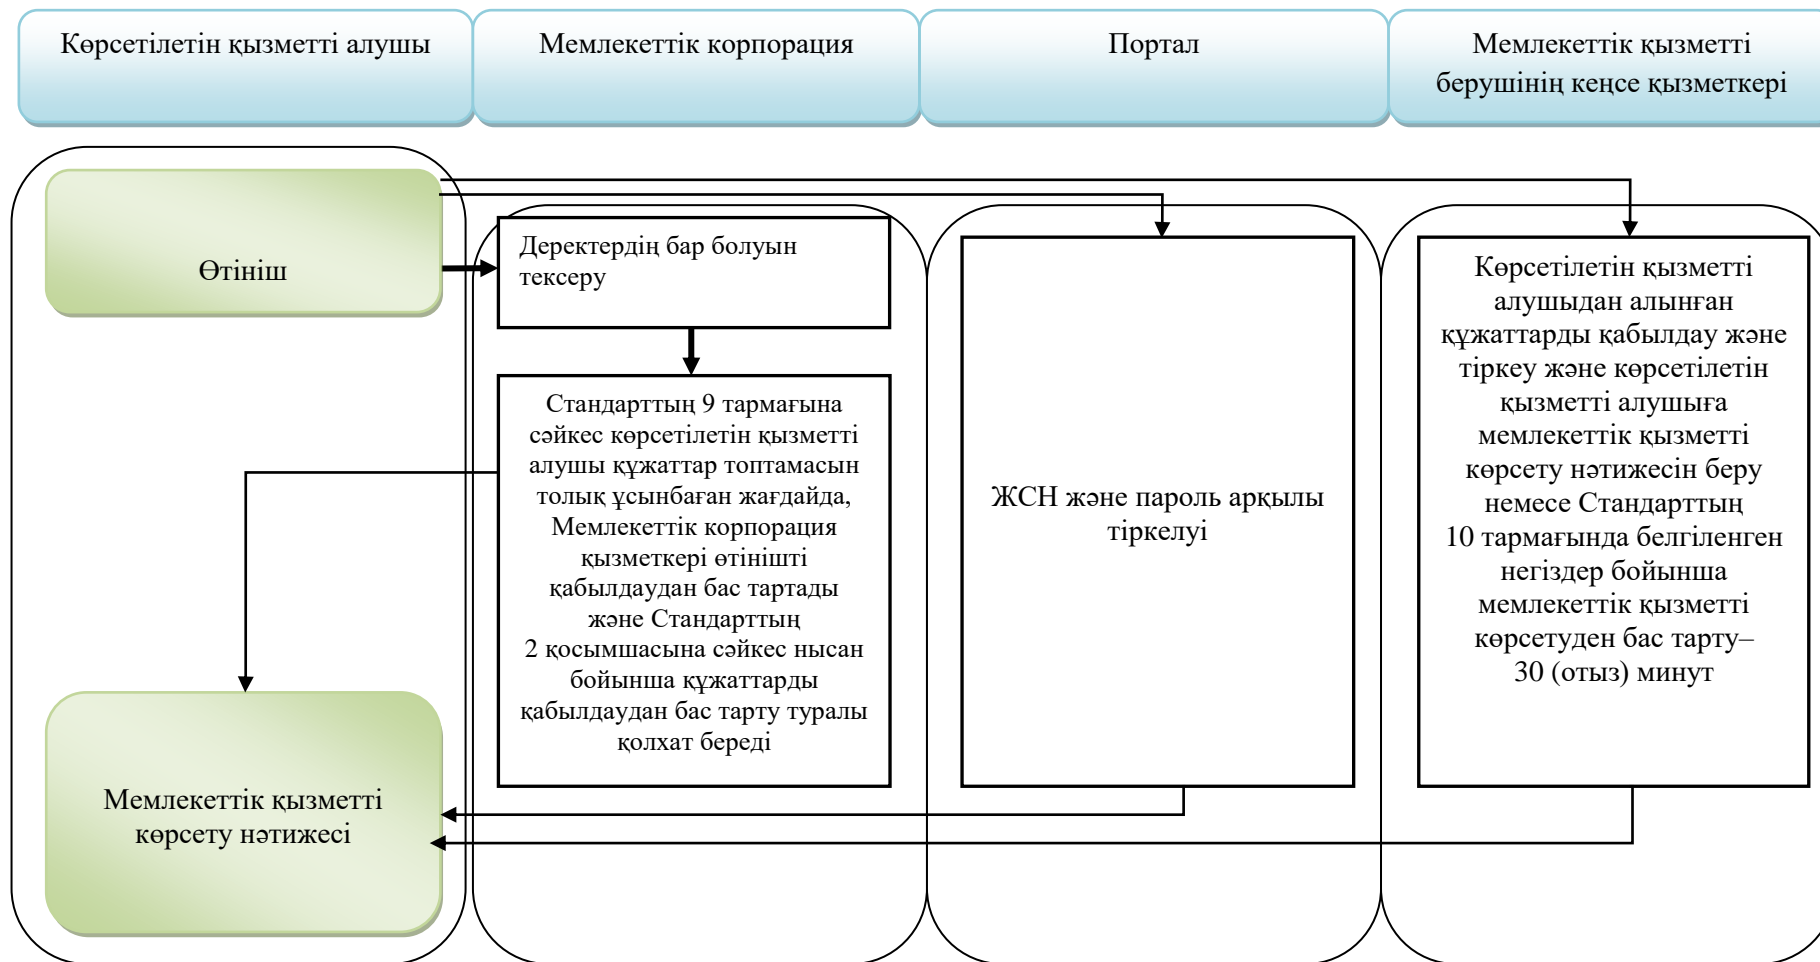 Көрсетілетін қызметті алушы
Мемлекеттік корпорация
Портал
Мемлекеттік қызметті
берушінің кеңсе қызметкері
Өтініш
Деректердің бар болуын
тексеру
Стандарттың 9 тармағына
сәйкес көрсетілетін қызметті
алушы құжаттар топтамасын
толық ұсынбаған жағдайда,
Мемлекеттік корпорация
қызметкері өтінішті
қабылдаудан бас тартады
және Стандарттың
2 қосымшасына сәйкес нысан
бойынша құжаттарды
қабылдаудан бас тарту туралы
қолхат береді
ЖСН және пароль арқылы
тіркелуі
Көрсетілетін қызметті
алушыдан алынған
құжаттарды қабылдау және
тіркеу және көрсетілетін
қызметті алушыға
мемлекеттік қызметті
көрсету нәтижесін беру
немесе Стандарттың
10 тармағында белгіленген
негіздер бойынша
мемлекеттік қызметті
көрсетуден бас тарту–
30 (отыз) минут
Мемлекеттік қызметті
көрсету нәтижесі